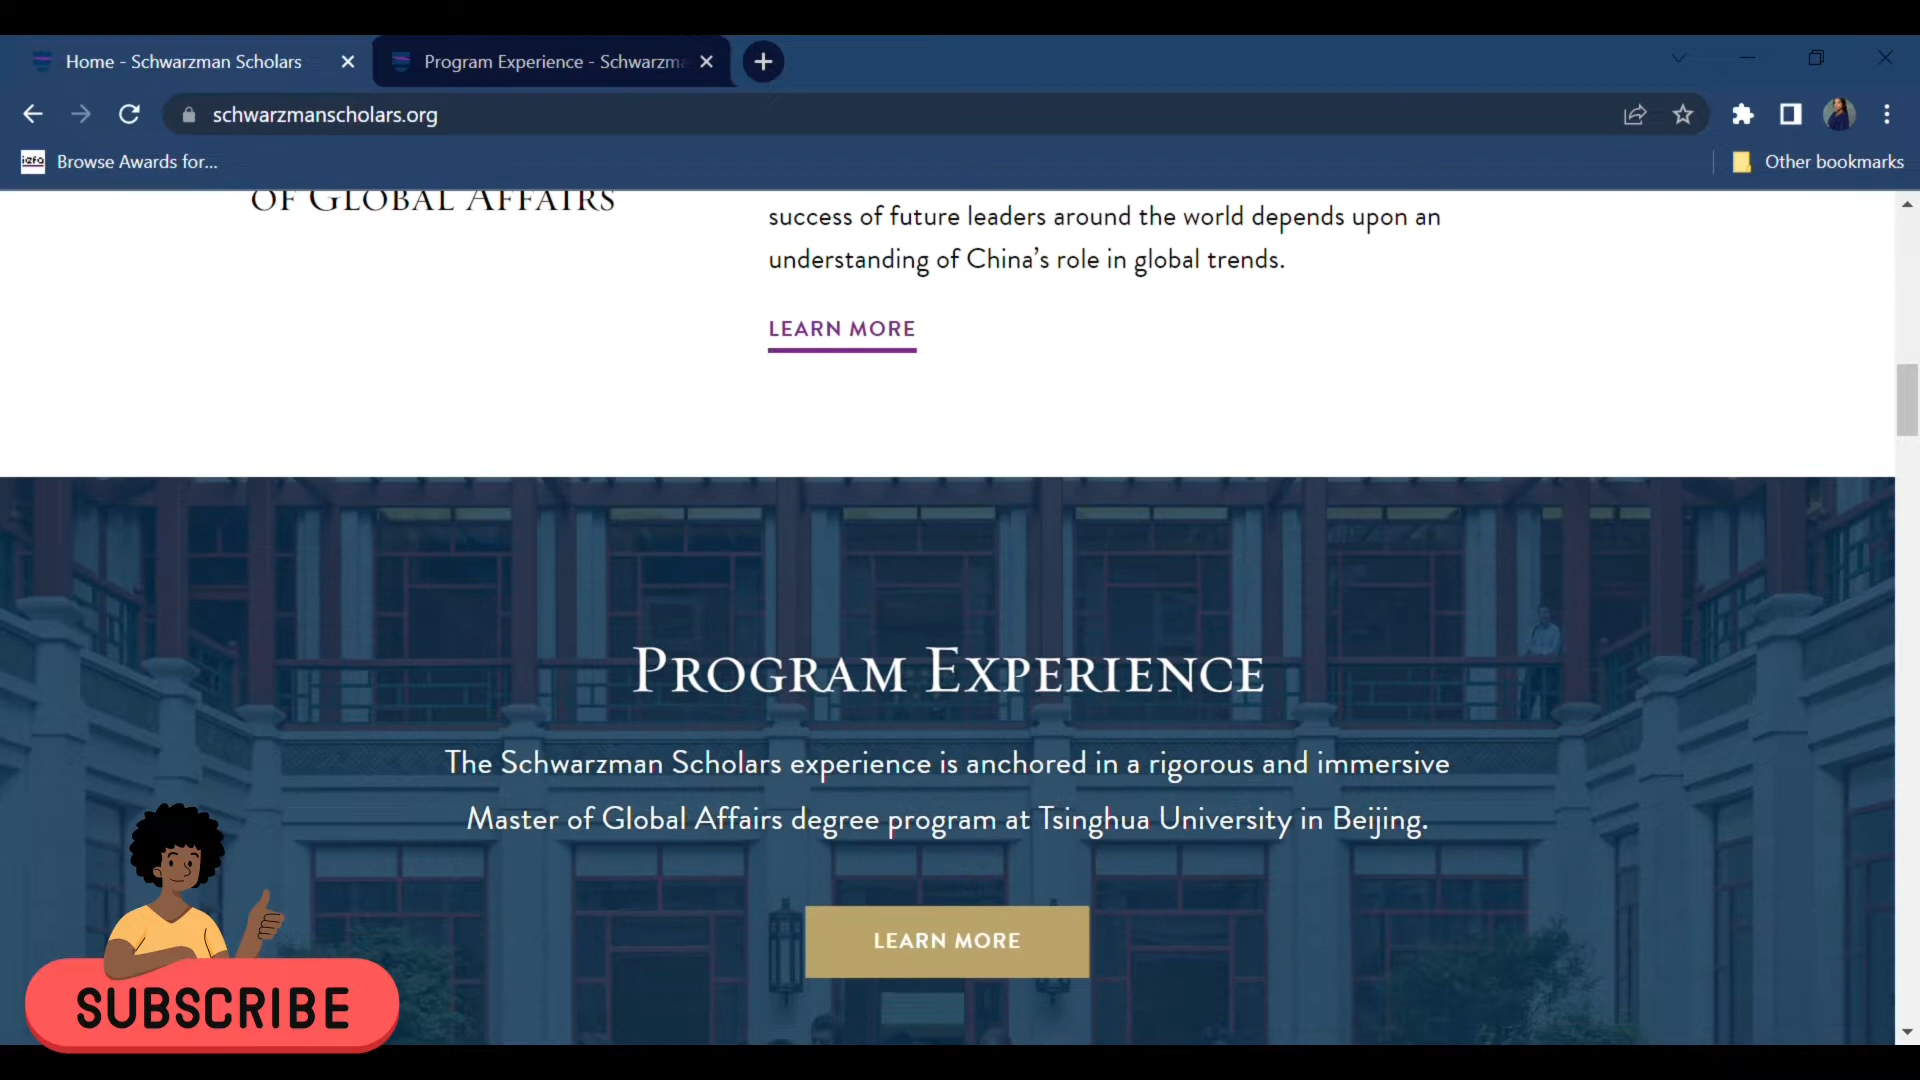 Home - Schwarzman Scholars
Program Experience - Schwarzma
schwarzmanscholars.org
iefa
Browse Awards for...
Other bookmarks
OF GLOBAL AFFAIRS
success of future leaders around the world depends upon an
understanding of China's role in global trends.
LEARN MORE
PROGRAM EXPERIENCE
The Schwarzman Scholars experience is anchored in a rigorous and immersive
Master of Global Affairs degree program at Tsinghua University in Beijing.
LEARN MORE
SUBSCRIBE